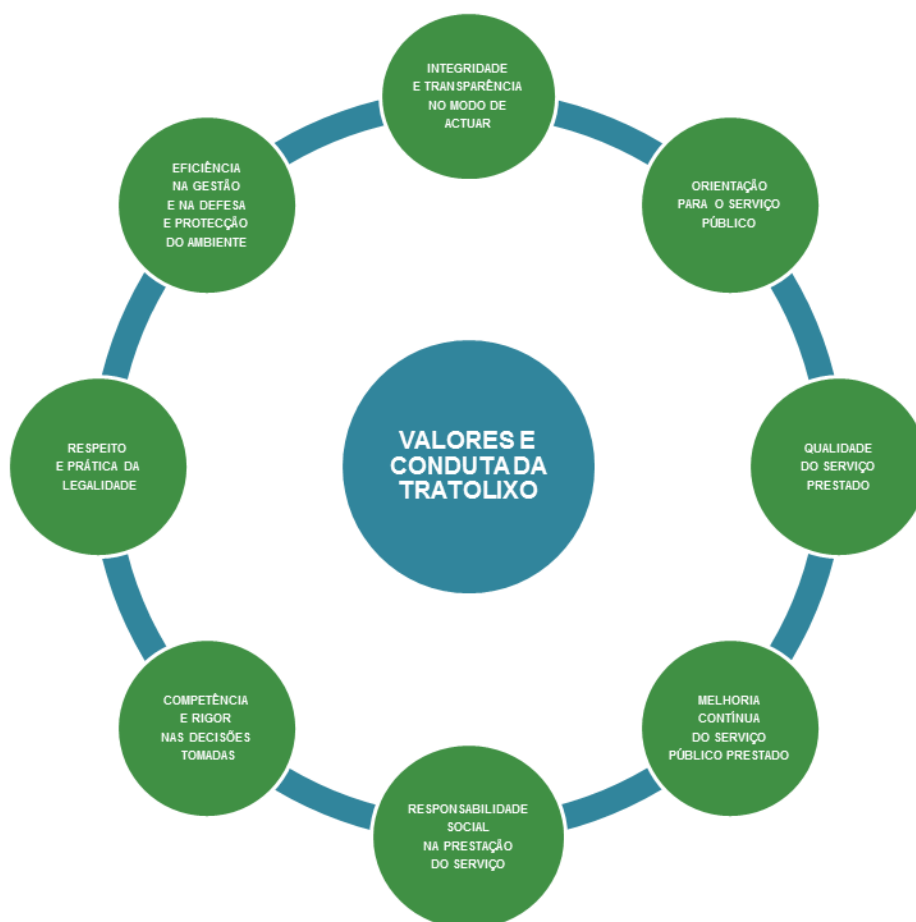 INTEGRIDADE
E TRANSPARÊNCIA
NO MODO DE
ACTUAR
ORIENTAÇÃO
PARA O SERVIÇO
PÚBLICO
QUALIDADE
DO SERVIÇO
PRESTADO
MELHORIA
CONTÍNUA
DO SERVIÇO
PÚBLICO PRESTADO
RESPONSABILIDADE
SOCIAL
NA PRESTAÇÃO
DO SERVIÇO
COMPETÊNCIA
E RIGOR
NAS DECISÕES
TOMADAS
RESPEITO
E PRÁTICA DA
LEGALIDADE
EFICIÊNCIA
NA GESTÃO
E NA DEFESA
E PROTECÇÃO
DO AMBIENTE
VALORES E
CONDUTA DA
TRATOLIXO